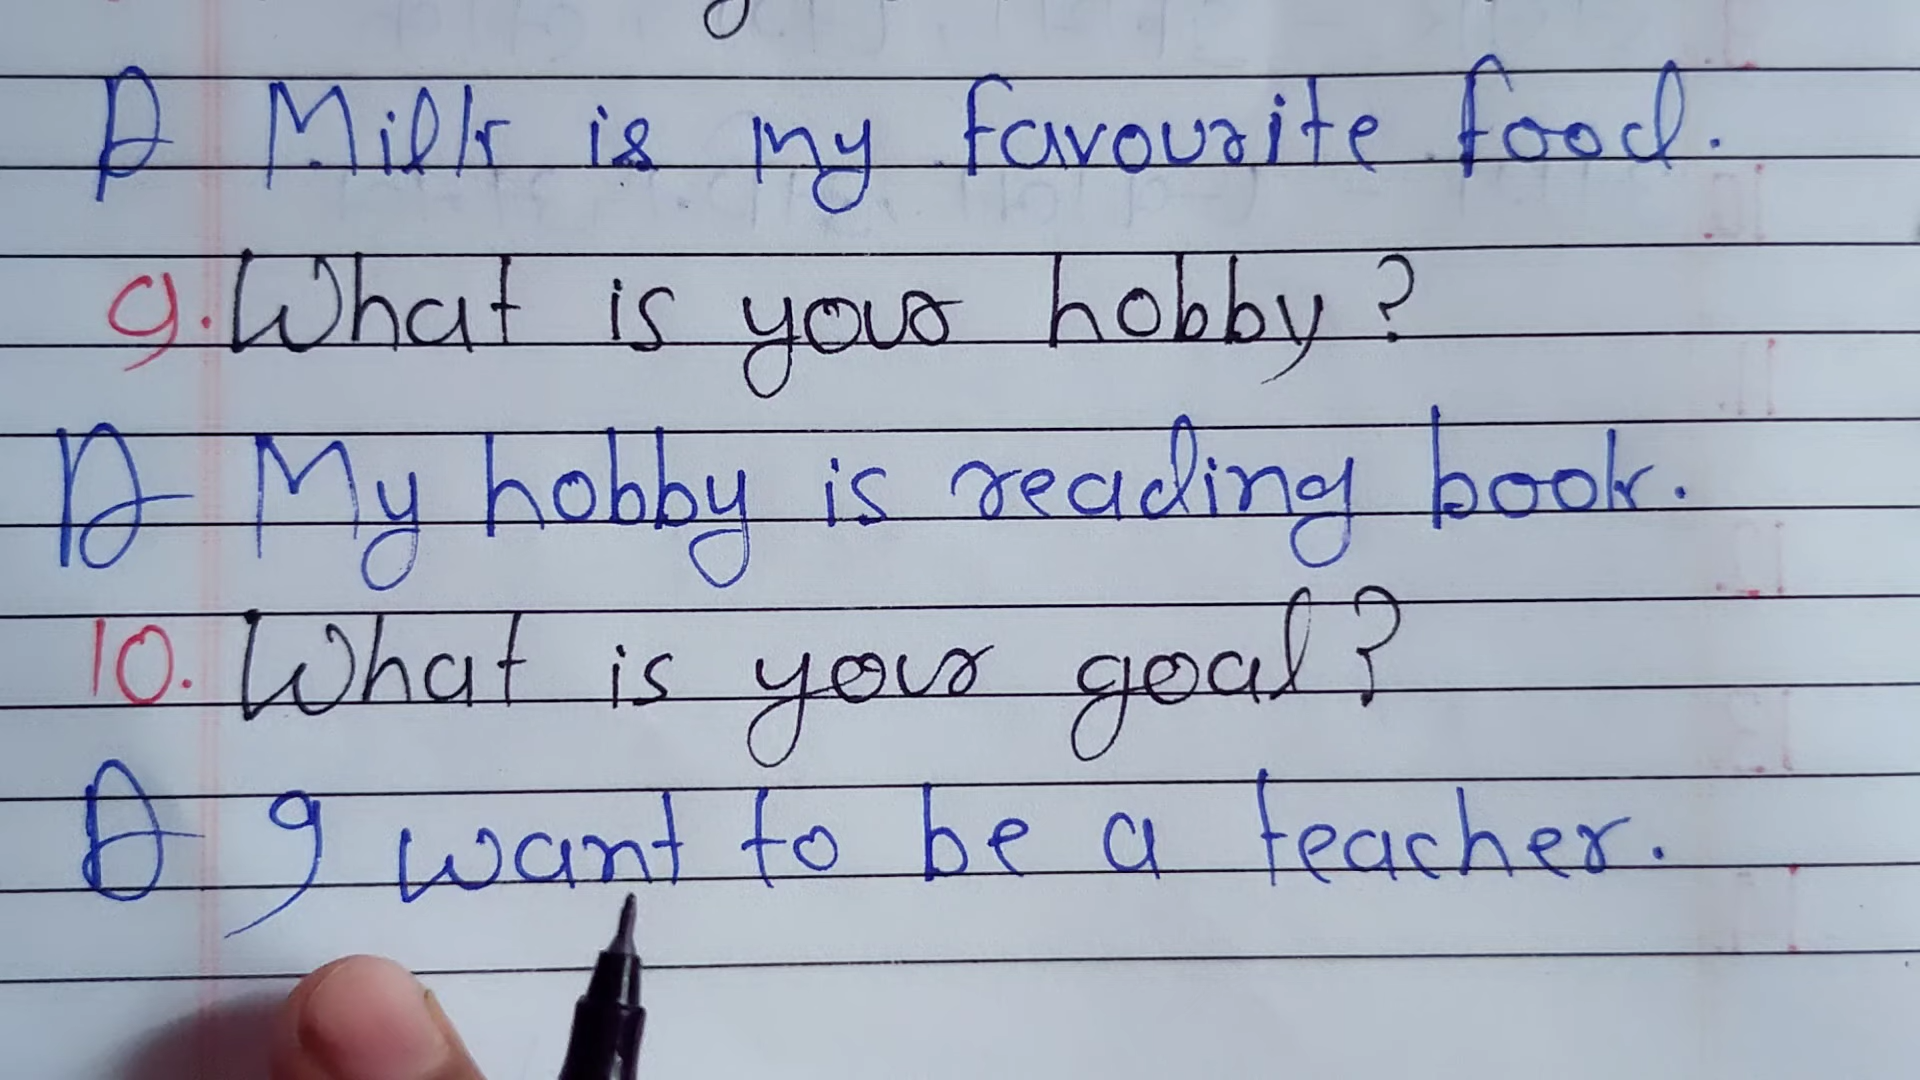 A Milk is my favourite food.
9. What is your hobby?
A My hobby is reading book.
10. What is your goal?
A I want to be a teacher.